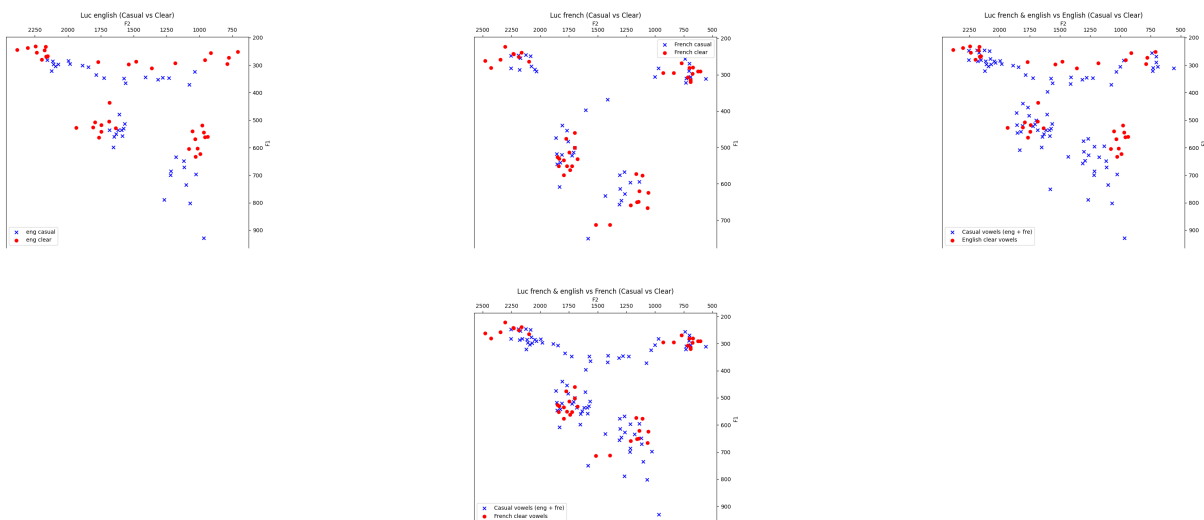 Luc english (Casual vs Clear)
F2
2250 2000 1750 1500 1250 1000 750
200
300
400
500
600
700
800
900
F1
eng casual
eng clear
Luc french (Casual vs Clear)
F2
2500 2250 2000 1750 1500 1250 1000 750 500
French casual
French clear
300
400
500
600
700
F1
Luc french & english vs English (Casual vs Clear)
F2
2250 2000 1750 1500 1250 1000 750 500
200
300
400
500
600
700
800
900
F1
Casual vowels (eng + fre)
English clear vowels
Luc french & english vs French (Casual vs Clear)
F2
2500 2250 2000 1750 1500 1250 1000 750 500
200
300
400
500
600
700
800
900
F1
Casual vowels (eng + fre)
French clear vowels